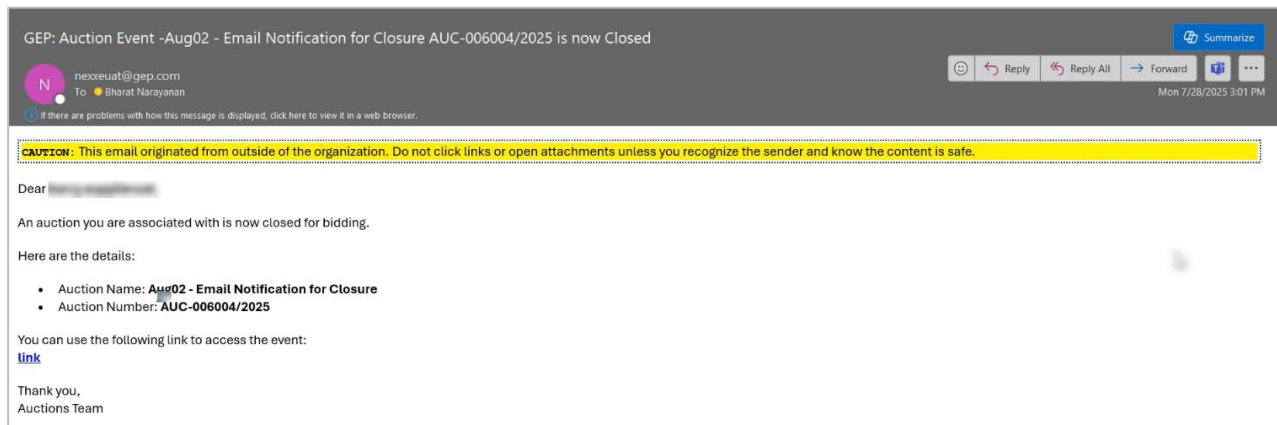 GEP: Auction Event -Aug02 - Email Notification for Closure AUC-006004/2025 is now Closed
Summarize
N
nexxeuat@gep.com
To Bharat Narayanan
Reply
Reply All
Forward
Mon 7/28/2025 3:01 PM
If there are problems with how this message is displayed, click here to view it in a web browser.
CAUTION: This email originated from outside of the organization. Do not click links or open attachments unless you recognize the sender and know the content is safe.
Dear
An auction you are associated with is now closed for bidding.
Here are the details:
• Auction Name: Aug02 - Email Notification for Closure
• Auction Number: AUC-006004/2025
You can use the following link to access the event:
link
Thank you,
Auctions Team